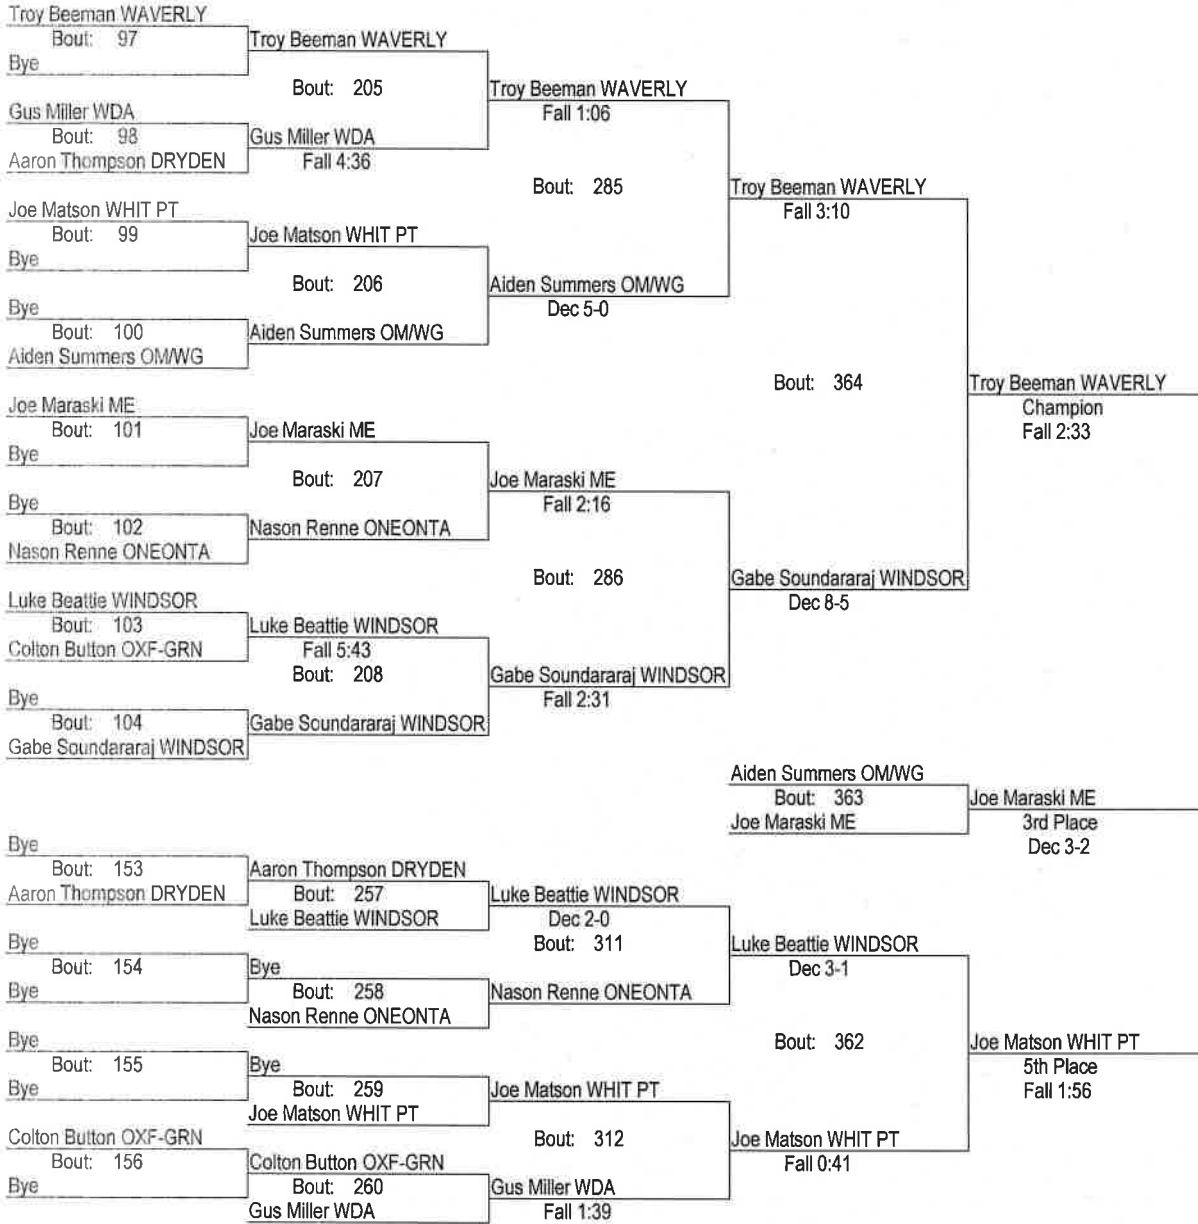 Troy Beeman WAVERLY
Bout: 97
Bye
Troy Beeman WAVERLY
Bout: 205
Gus Miller WDA
Bout: 98
Aaron Thompson DRYDEN
Gus Miller WDA
Fall 4:36
Troy Beeman WAVERLY
Fall 1:06
Bout: 285
Joe Matson WHIT PT
Bout: 99
Bye
Joe Matson WHIT PT
Bout: 206
Bye
Bout: 100
Aiden Summers OM/WG
Aiden Summers OM/WG
Aiden Summers OM/WG
Dec 5-0
Troy Beeman WAVERLY
Fall 3:10
Bout: 364
Joe Maraski ME
Bout: 101
Bye
Joe Maraski ME
Bout: 207
Bye
Bout: 102
Nason Renne ONEONTA
Nason Renne ONEONTA
Joe Maraski ME
Fall 2:16
Bout: 286
Luke Beattie WINDSOR
Bout: 103
Colton Button OXF-GRN
Luke Beattie WINDSOR
Fall 5:43
Bout: 208
Bye
Bout: 104
Gabe Soundararaj WINDSOR
Gabe Soundararaj WINDSOR
Gabe Soundararaj WINDSOR
Fall 2:31
Gabe Soundararaj WINDSOR
Dec 8-5
Troy Beeman WAVERLY
Champion
Fall 2:33
Aiden Summers OM/WG
Bout: 363
Joe Maraski ME
Joe Maraski ME
3rd Place
Dec 3-2
Bye
Bout: 153
Aaron Thompson DRYDEN
Aaron Thompson DRYDEN
Bout: 257
Luke Beattie WINDSOR
Luke Beattie WINDSOR
Dec 2-0
Bout: 311
Bye
Bout: 154
Bye
Bye
Bout: 258
Nason Renne ONEONTA
Nason Renne ONEONTA
Luke Beattie WINDSOR
Dec 3-1
Bout: 362
Bye
Bout: 155
Bye
Bye
Bout: 259
Joe Matson WHIT PT
Joe Matson WHIT PT
Bout: 312
Colton Button OXF-GRN
Bout: 156
Bye
Colton Button OXF-GRN
Bout: 260
Gus Miller WDA
Gus Miller WDA
Fall 1:39
Joe Matson WHIT PT
Fall 0:41
Joe Matson WHIT PT
5th Place
Fall 1:56